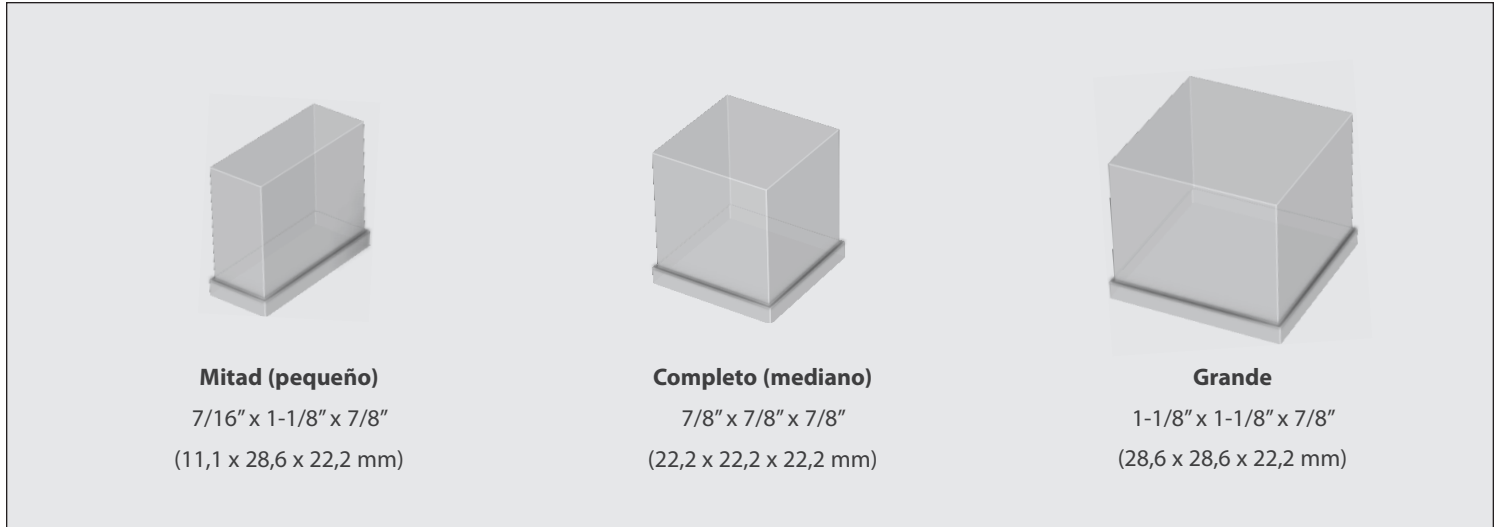 Mitad (pequeño)
7/16” x 1-1/8” x 7/8”
(11,1 x 28,6 x 22,2 mm)
Completo (mediano)
7/8” x 7/8” x 7/8”
(22,2 x 22,2 x 22,2 mm)
Grande
1-1/8” x 1-1/8” x 7/8”
(28,6 x 28,6 x 22,2 mm)